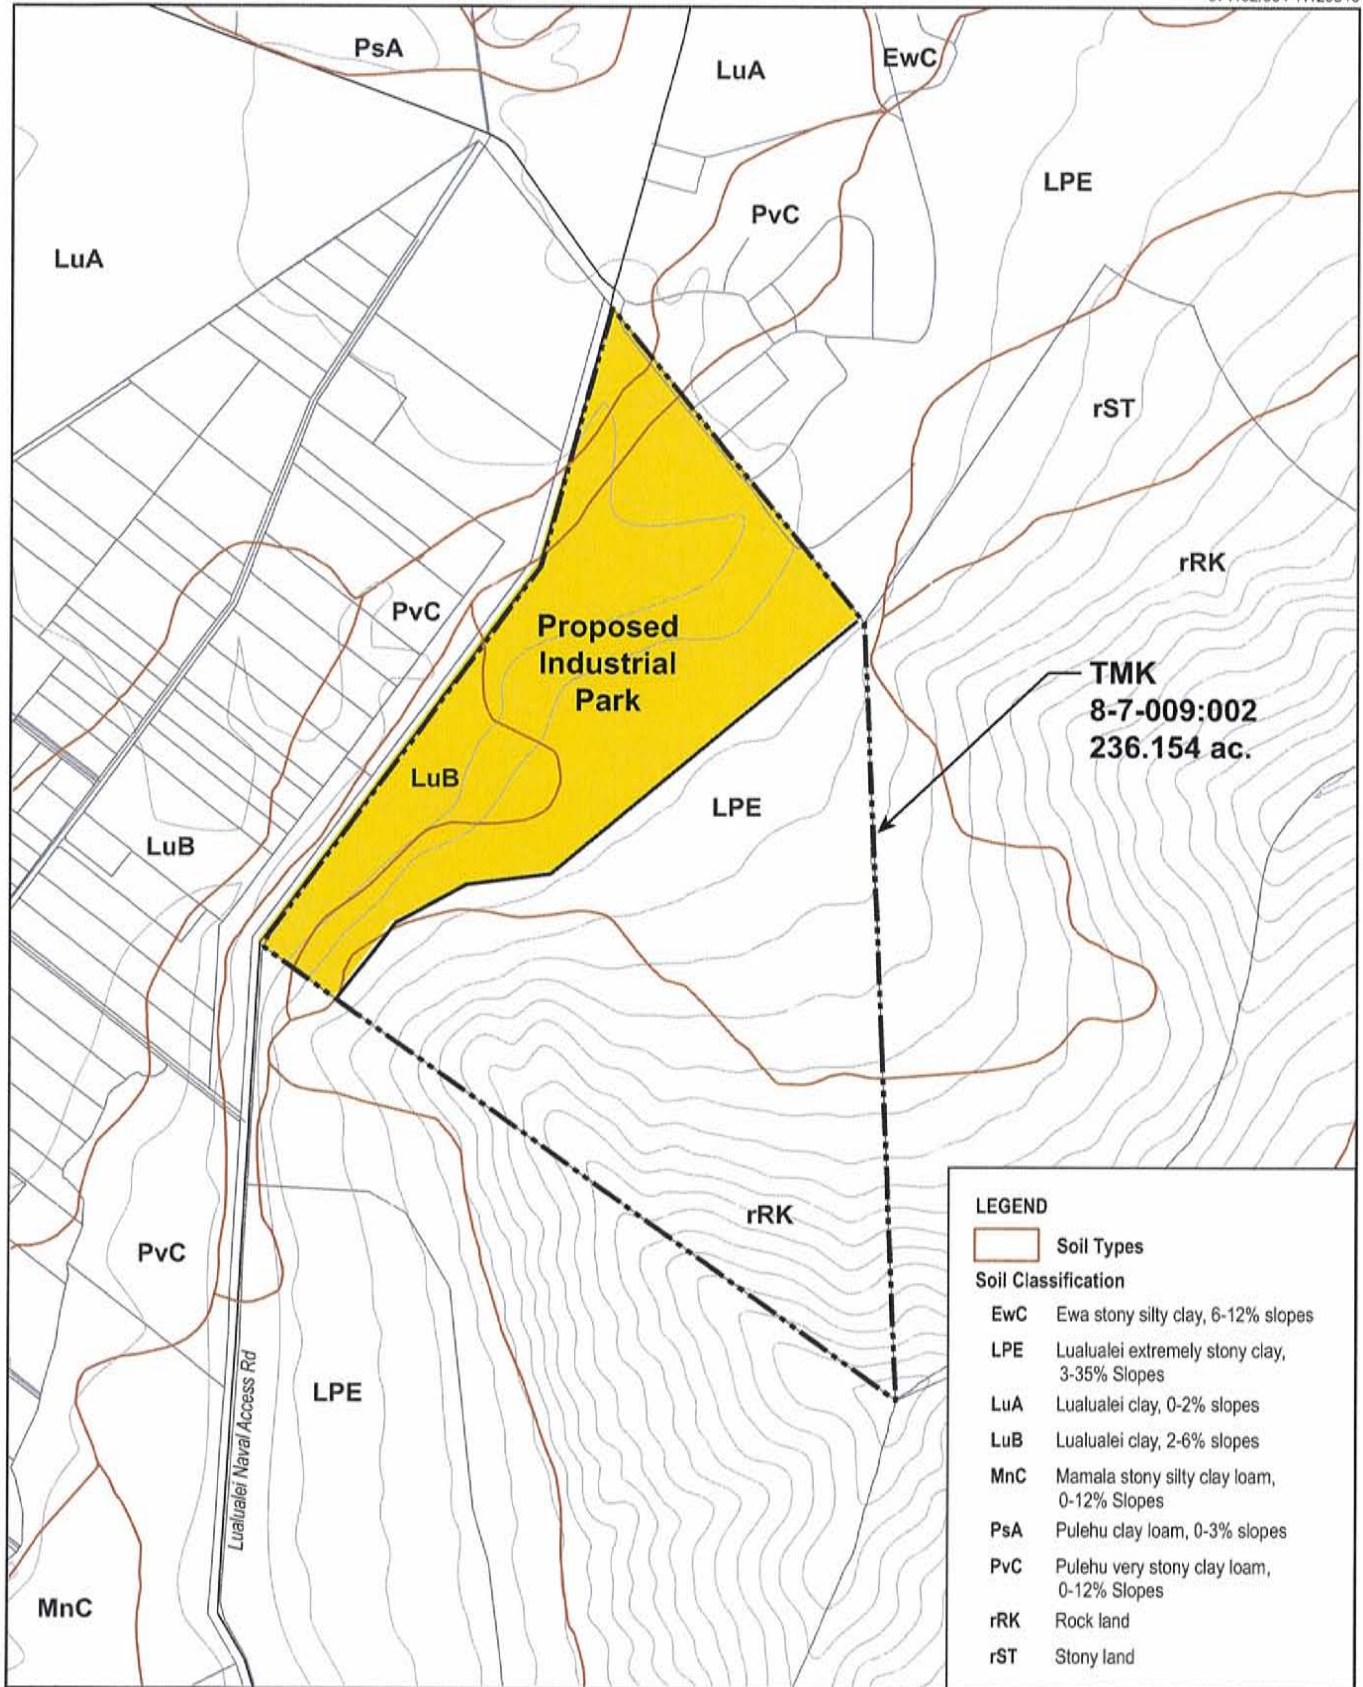 PsA
LuA
EwC
LPE
PvC
LuA
rST
rRK
PvC
Proposed
Industrial
Park
TMK
8-7-009:002
236.154 ac.
LuB
LPE
LuB
rRK
PvC
LPE
Lualualei Naval Access Rd
MnC
LEGEND
Soil Types
Soil Classification
EwC Ewa stony silty clay, 6-12% slopes
LPE Lualualei extremely stony clay,
3-35% Slopes
LuA Lualualei clay, 0-2% slopes
LuB Lualualei clay, 2-6% slopes
MnC Mamala stony silty clay loam,
0-12% Slopes
PsA Pulehu clay loam, 0-3% slopes
PvC Pulehu very stony clay loam,
0-12% Slopes
rRK Rock land
rST Stony land